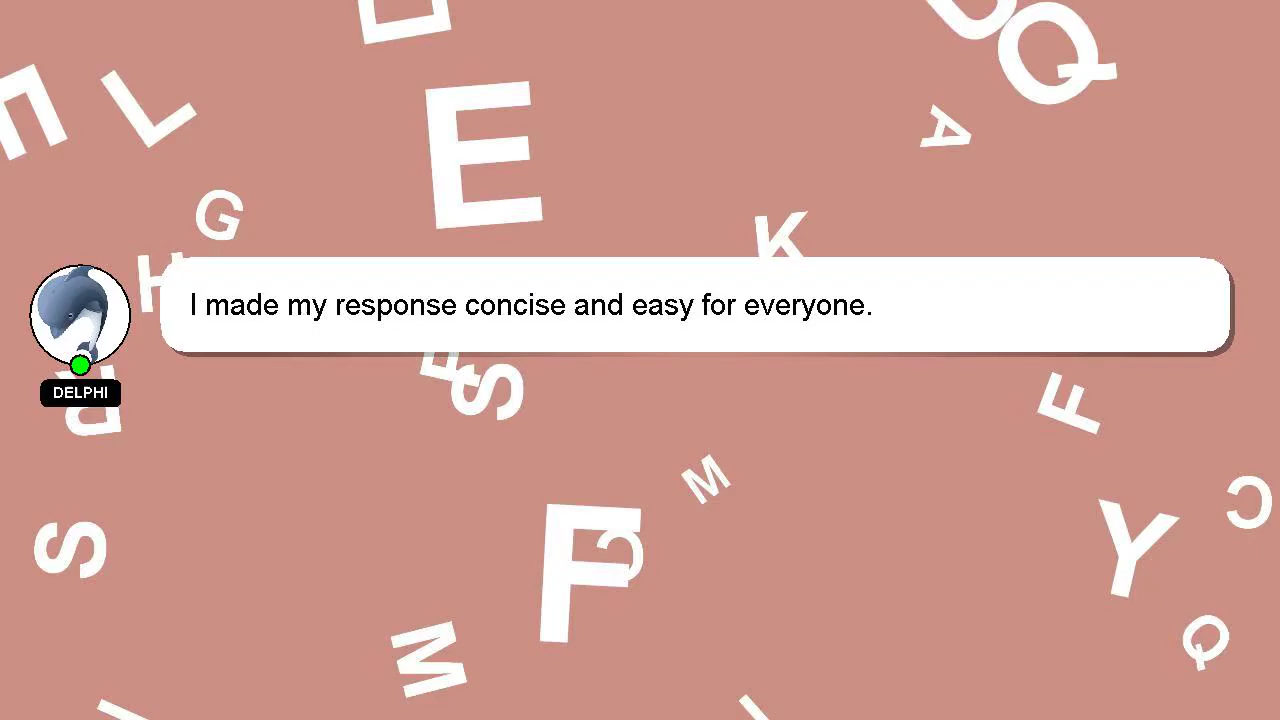 I made my response concise and easy for everyone.
DELPHI
E
L
E
G
H
K
A
Q
F
S
R
F
M
S
F
G
Y
C
Q
M